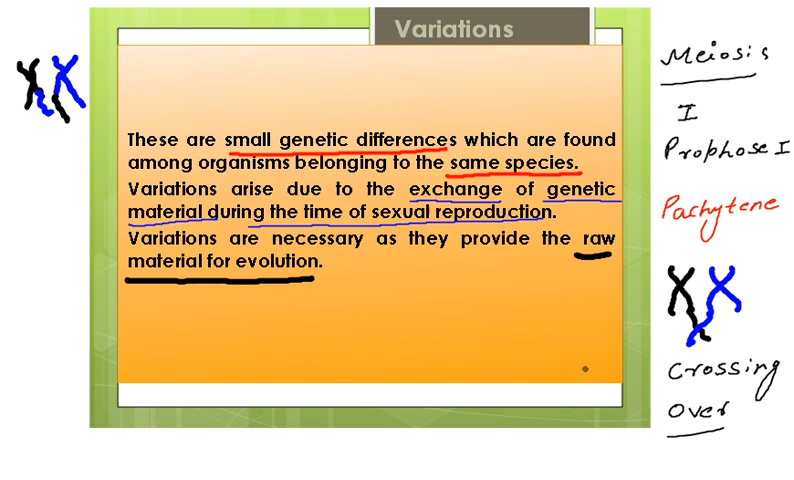 Variations
These are small genetic differences which are found
among organisms belonging to the same species.
Variations arise due to the exchange of genetic
material during the time of sexual reproduction.
Variations are necessary as they provide the raw
material for evolution.
Meiosis
I
Prophase I
Pachytene
Crossing
Over